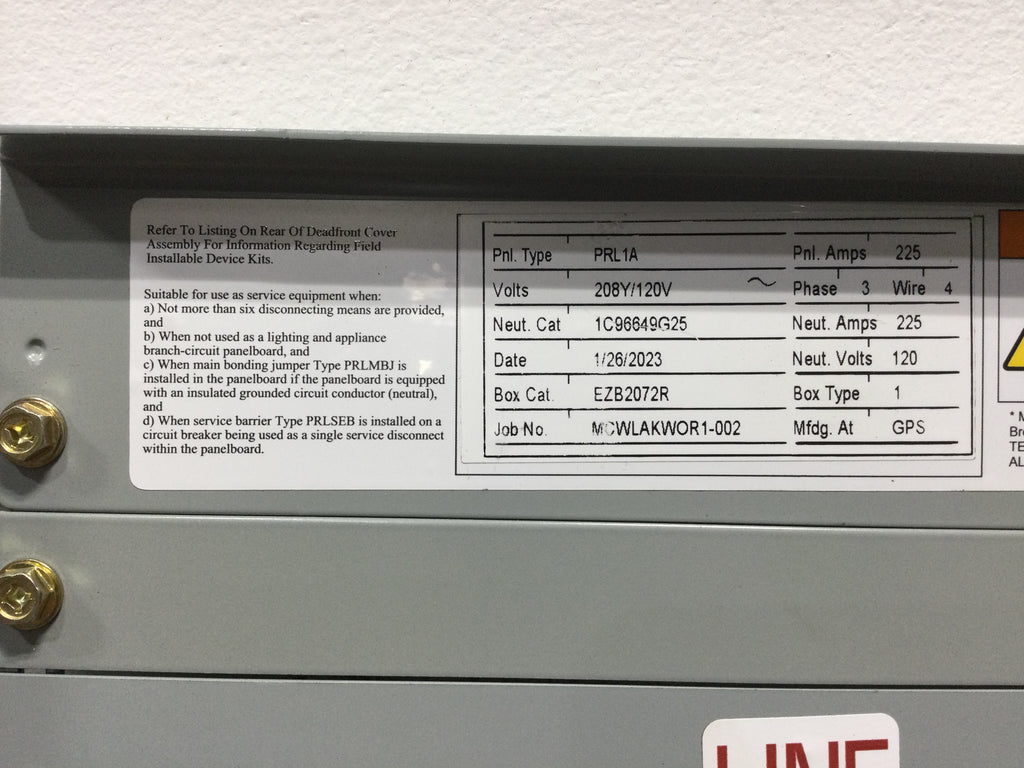 Refer To Listing On Rear Of Deadfront Cover
Assembly For Information Regarding Field
Installable Device Kits.
Suitable for use as service equipment when:
a) Not more than six disconnecting means are provided,
and
b) When not used as a lighting and appliance
branch-circuit panelboard, and
c) When main bonding jumper Type PRLMBJ is
installed in the panelboard if the panelboard is equipped
with an insulated grounded circuit conductor (neutral),
and
d) When service barrier Type PRLSEB is installed on a
circuit breaker being used as a single service disconnect
within the panelboard.
Pnl. Type PRL1A Pnl. Amps 225
Volts 208Y/120V ~ Phase 3 Wire 4
Neut. Cat 1C96649G25 Neut. Amps 225
Date 1/26/2023 Neut. Volts 120
Box Cat. EZB2072R Box Type 1
Job No. MCWLAKWOR1-002 Mfdg. At GPS
LINE